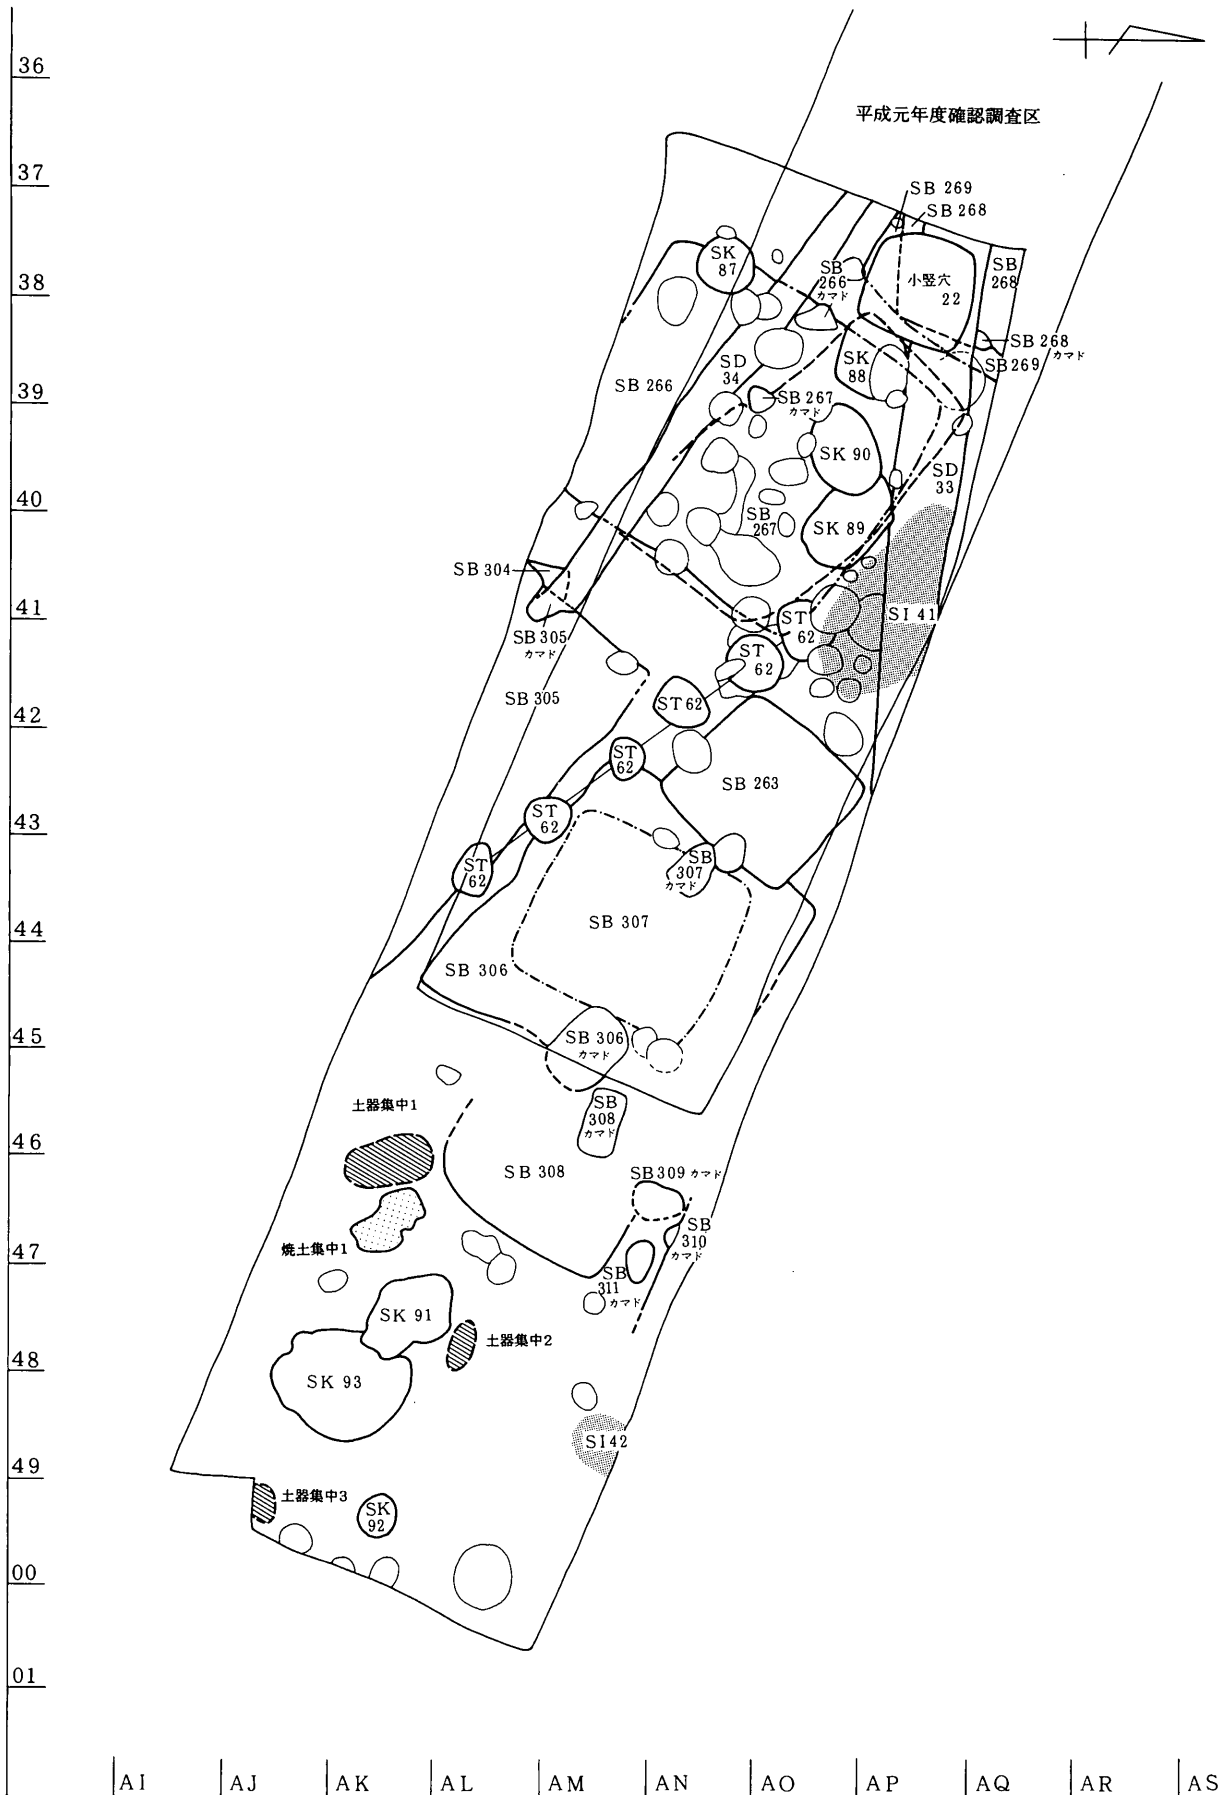 36
平成元年度確認調査区
37
SB 269
SB 268
SK
87
SB
266
カマド
小竪穴
22
SB
268
38
SB 268
カマド
SB 269
SD
34
SK
88
SB 266
SB 267
カマド
39
SK 90
SD
33
40
SB
267
SK 89
SB 304
41
ST
62
SI 41
SB 305
カマド
ST
62
SB 305
ST 62
42
ST
62
SB 263
43
ST
62
SB
307
カマド
ST
62
SB 307
44
SB 306
45
SB 306
カマド
土器集中1
SB
308
カマド
46
SB 308
SB 309 カマド
SB
310
カマド
焼土集中1
47
SB
311
カマド
SK 91
土器集中2
48
SK 93
SI 42
49
土器集中3
SK
92
00
01
AI AJ AK AL AM AN AO AP AQ AR AS